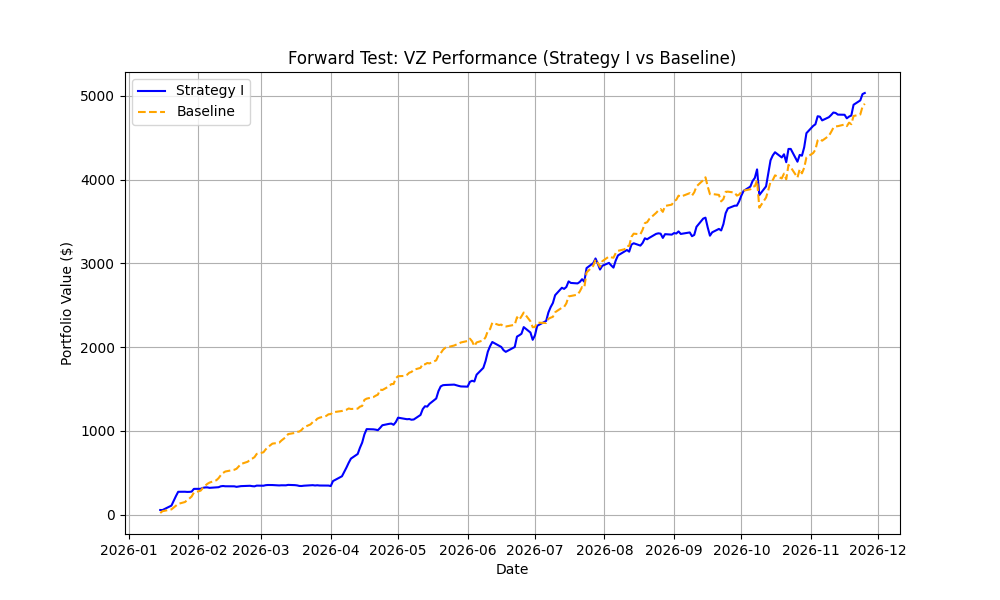 Forward Test: VZ Performance (Strategy I vs Baseline)
Strategy I
Baseline
Portfolio Value ($)
5000
4000
3000
2000
1000
0
2026-01 2026-02 2026-03 2026-04 2026-05 2026-06 2026-07 2026-08 2026-09 2026-10 2026-11 2026-12
Date